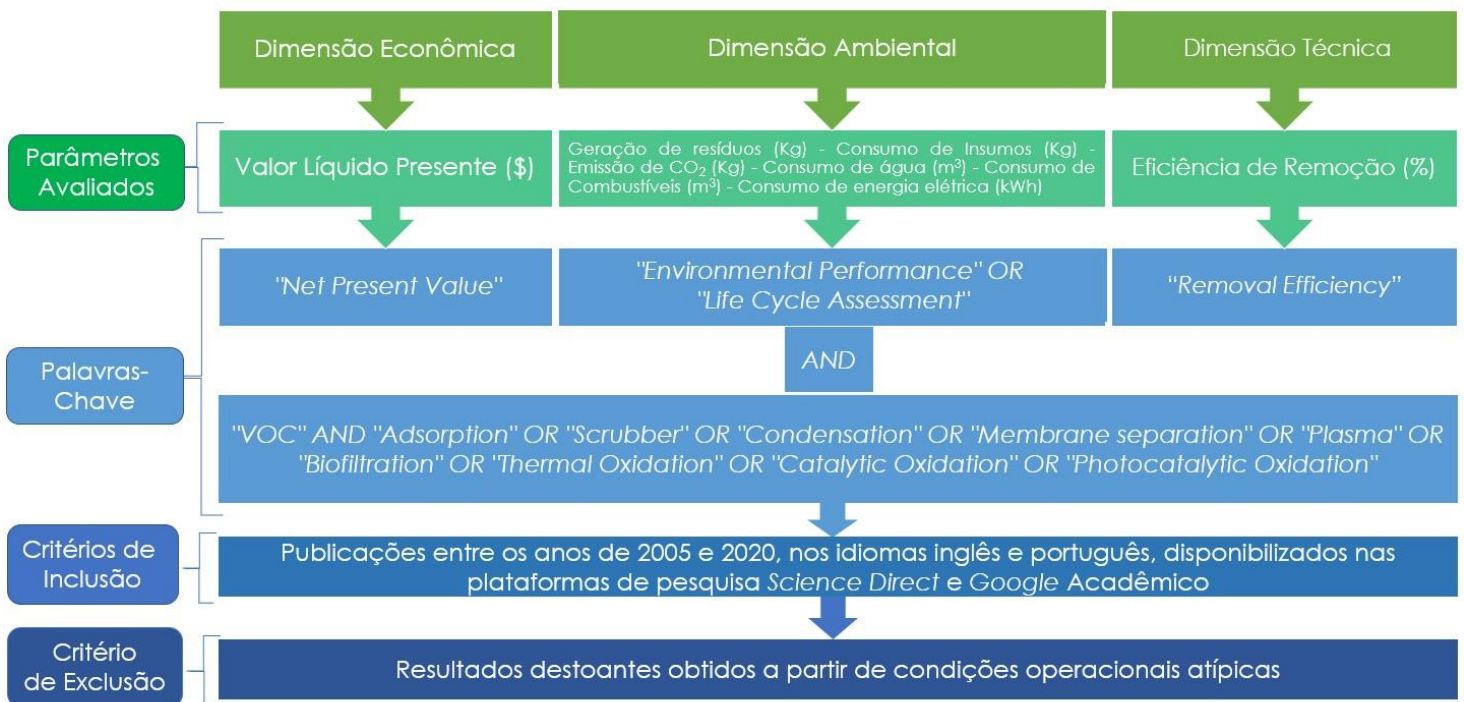 Dimensão Econômica
Dimensão Ambiental
Dimensão Técnica
Parâmetros
Avaliados
Valor Líquido Presente ($)
Geração de resíduos (Kg) - Consumo de Insumos (Kg) -
Emissão de CO₂ (Kg) - Consumo de água (m³) - Consumo de
Combustíveis (m³) - Consumo de energia elétrica (kWh)
Eficiência de Remoção (%)
Palavras-
Chave
"Net Present Value"
"Environmental Performance" OR
"Life Cycle Assessment"
“Removal Efficiency”
AND
"VOC" AND "Adsorption" OR "Scrubber" OR "Condensation" OR "Membrane separation" OR "Plasma" OR
"Biofiltration" OR "Thermal Oxidation" OR "Catalytic Oxidation" OR "Photocatalytic Oxidation"
Critérios de
Inclusão
Publicações entre os anos de 2005 e 2020, nos idiomas inglês e português, disponibilizados nas
plataformas de pesquisa Science Direct e Google Acadêmico
Critério
de Exclusão
Resultados destoantes obtidos a partir de condições operacionais atípicas